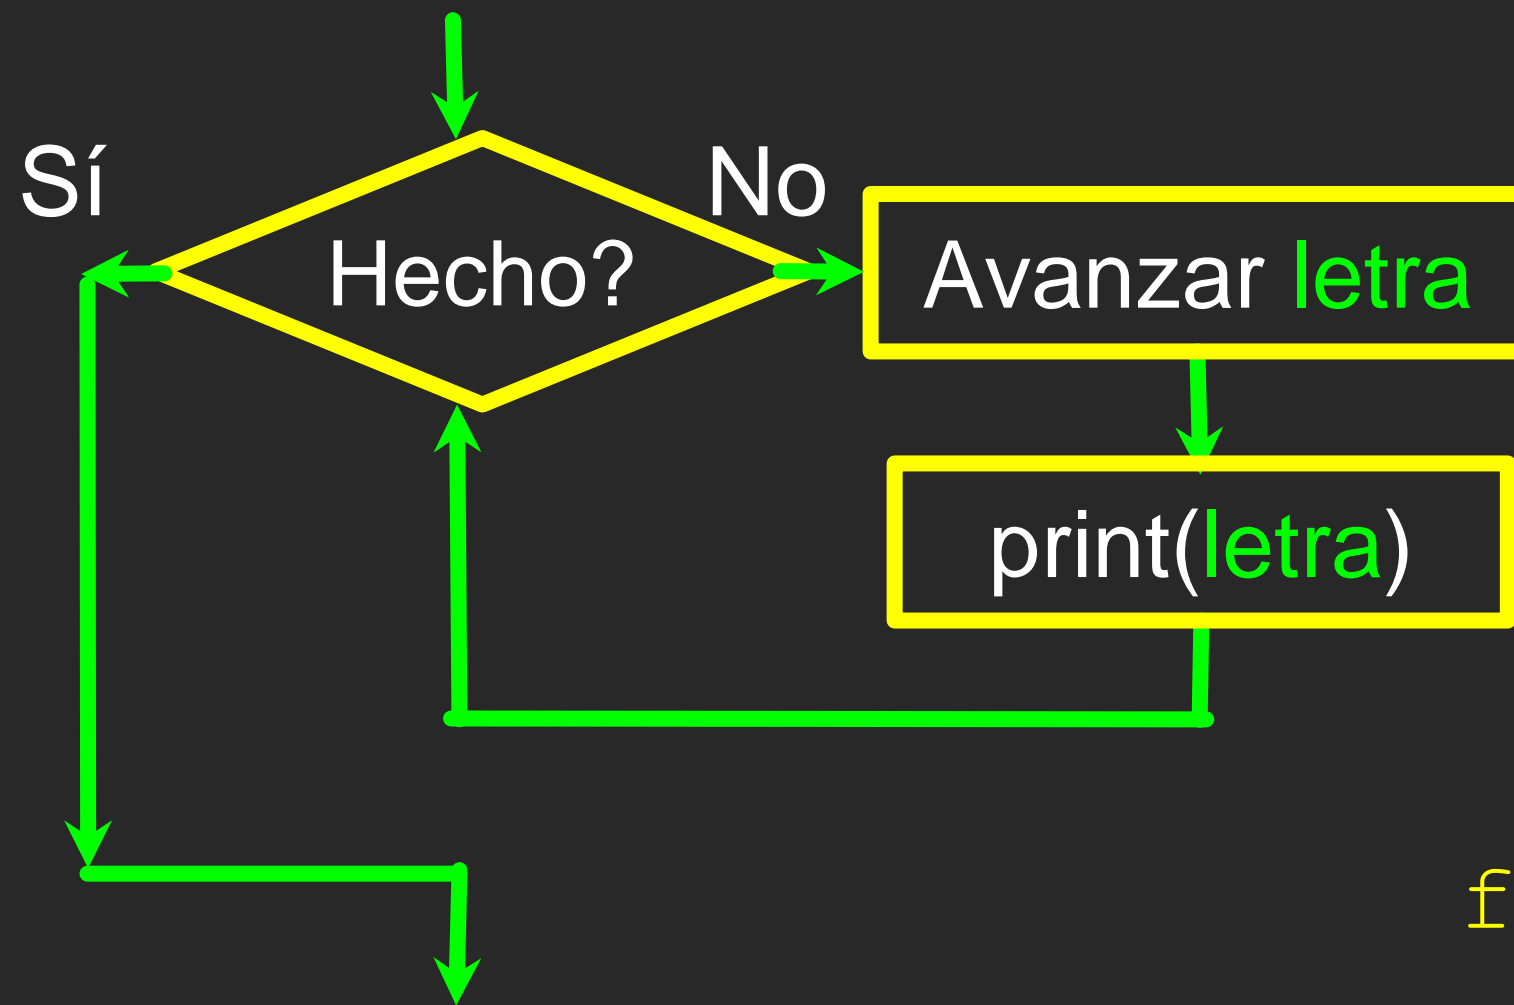 Sí
No
Hecho?
Avanzar letra
print(letra)
f